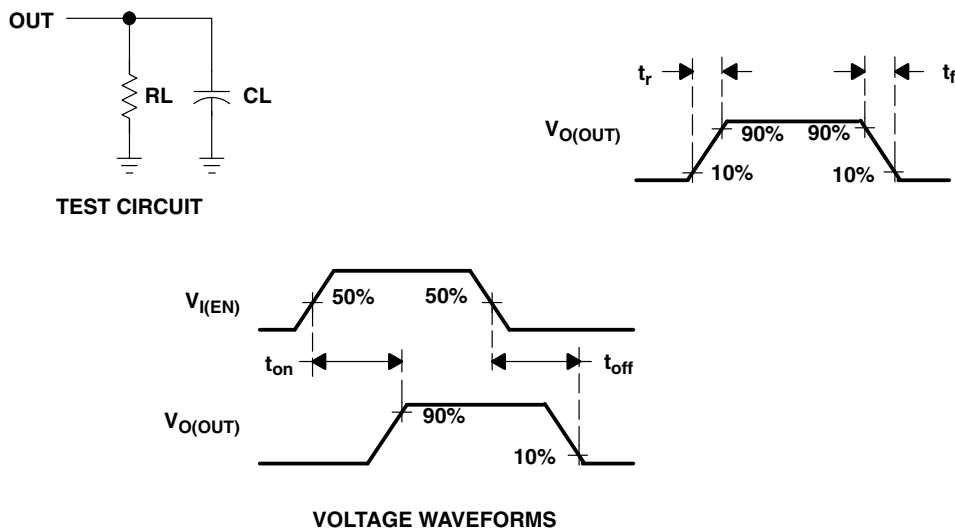 OUT
RL
CL
TEST CIRCUIT
tr
tf
VO(OUT)
90%
90%
10%
10%
VI(EN)
50%
50%
ton
toff
VO(OUT)
90%
10%
VOLTAGE WAVEFORMS